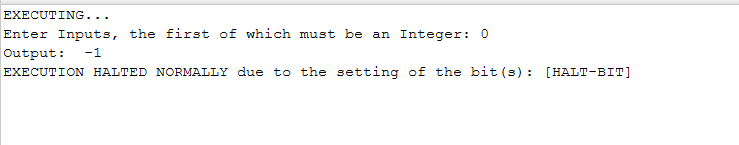 EXECUTING...
Enter Inputs, the first of which must be an Integer: 0
Output:  -1
EXECUTION HALTED NORMALLY due to the setting of the bit(s): [HALT-BIT]